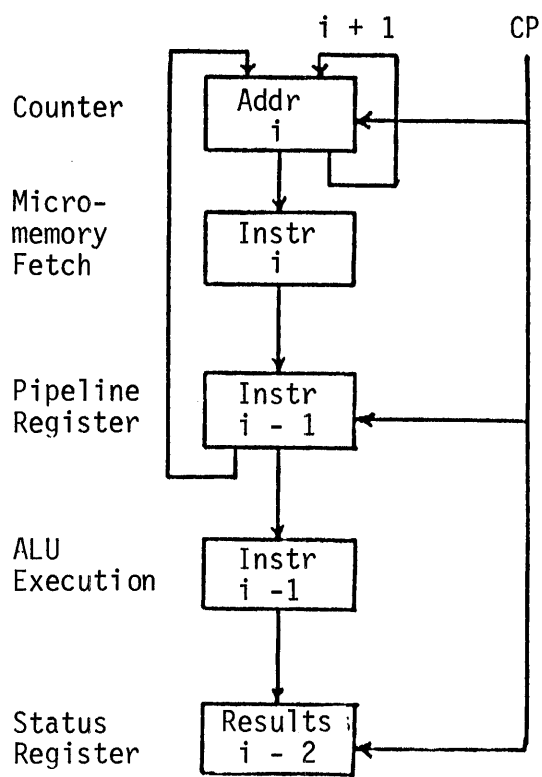 i + 1
CP
Counter
Addr
i
Micro-
memory
Fetch
Instr
i
Pipeline
Register
Instr
i - 1
ALU
Execution
Instr
i -1
Status
Register
Results
i - 2